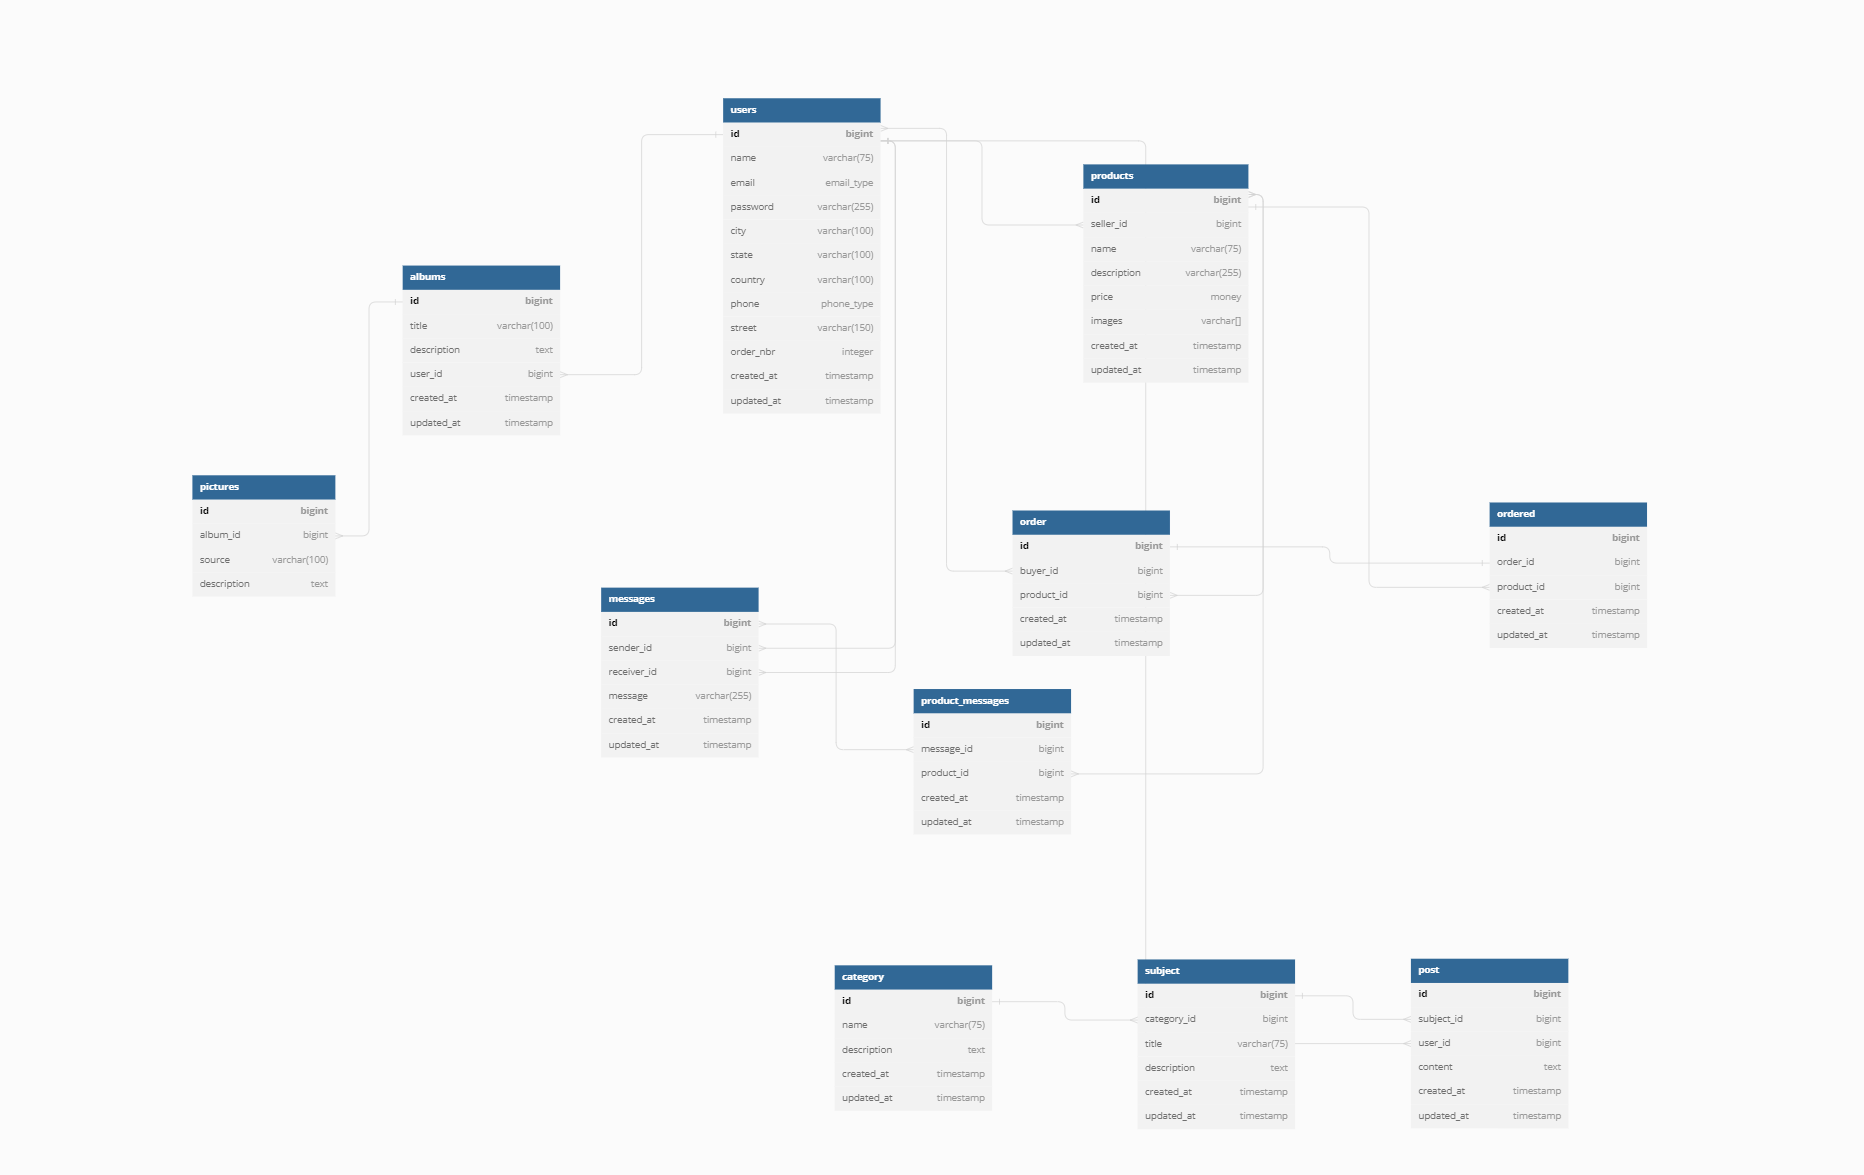 users
id bigint
name varchar(75)
email email_type
password varchar(255)
city varchar(100)
state varchar(100)
country varchar(100)
phone phone_type
street varchar(150)
order_nbr integer
created_at timestamp
updated_at timestamp
products
id bigint
seller_id bigint
name varchar(75)
description varchar(255)
price money
images varchar[]
created_at timestamp
updated_at timestamp
albums
id bigint
title varchar(100)
description text
user_id bigint
created_at timestamp
updated_at timestamp
pictures
id bigint
album_id bigint
source varchar(100)
description text
order
id bigint
buyer_id bigint
product_id bigint
created_at timestamp
updated_at timestamp
ordered
id bigint
order_id bigint
product_id bigint
created_at timestamp
updated_at timestamp
messages
id bigint
sender_id bigint
receiver_id bigint
message varchar(255)
created_at timestamp
updated_at timestamp
product_messages
id bigint
message_id bigint
product_id bigint
created_at timestamp
updated_at timestamp
category
id bigint
name varchar(75)
description text
created_at timestamp
updated_at timestamp
subject
id bigint
category_id bigint
title varchar(75)
description text
created_at timestamp
updated_at timestamp
post
id bigint
subject_id bigint
user_id bigint
content text
created_at timestamp
updated_at timestamp